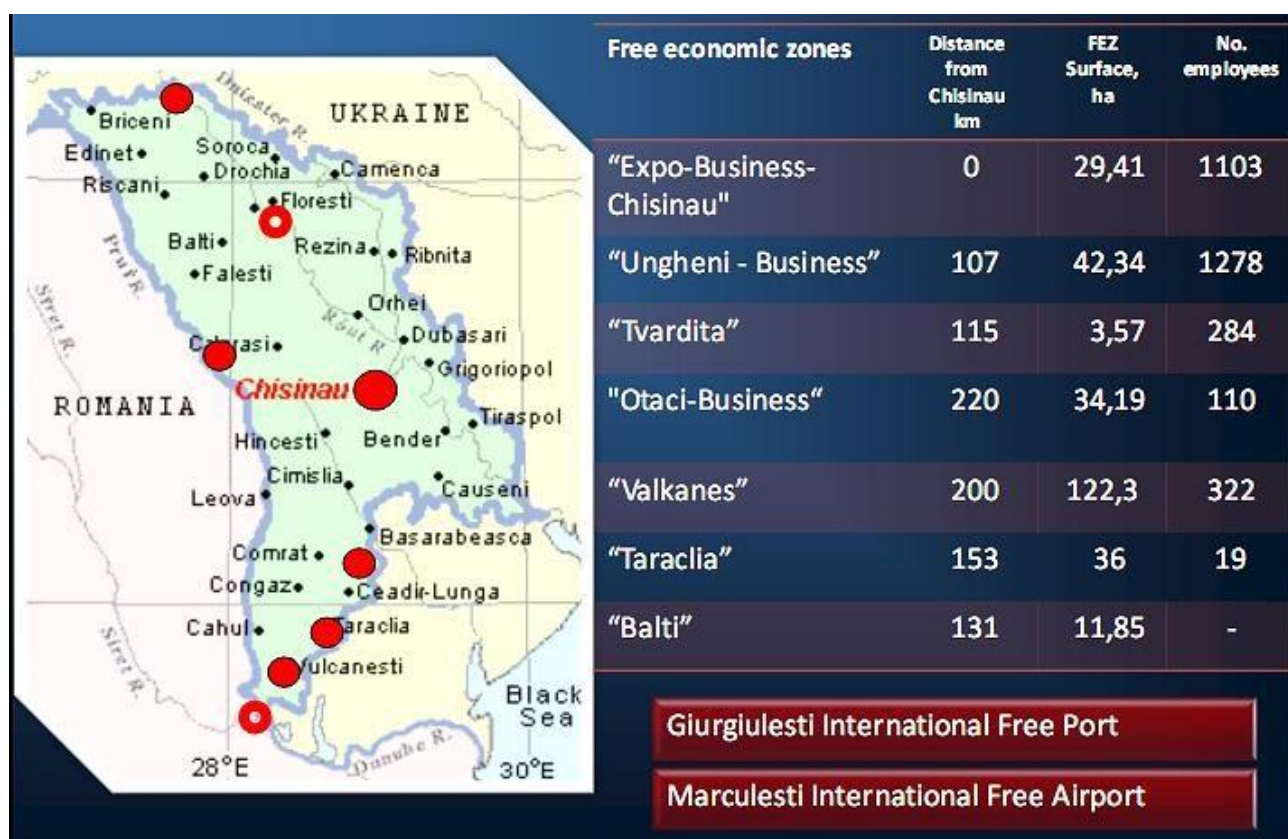 Dniester R.
UKRAINE
Briceni
Edinet
Soroca
Drochia
Camenca
Riscani
Floresti
Balti
Rezina
Ribnita
Prut R.
Falesti
Siret R.
Orhei
Raut R
Dubasari
Grigoriopol
Chisinau
ROMANIA
Tiraspol
Hincesti
Bender
Cimislia
Leova
Causeni
Basarabeasca
Comrat
Congaz
Ceadir-Lunga
Cahul
Siret R.
Black
Sea
Danube R.
28°E
30°E
Free economic zones Distance from Chisinau km FEZ Surface, ha No. employees
“Expo-Business-
Chisinau" 0 29,41 1103
“Ungheni - Business” 107 42,34 1278
“Tvardita” 115 3,57 284
"Otaci-Business“ 220 34,19 110
“Valkanes” 200 122,3 322
“Taraclia” 153 36 19
“Balti” 131 11,85 -
Giurgiulesti International Free Port
Marculesti International Free Airport